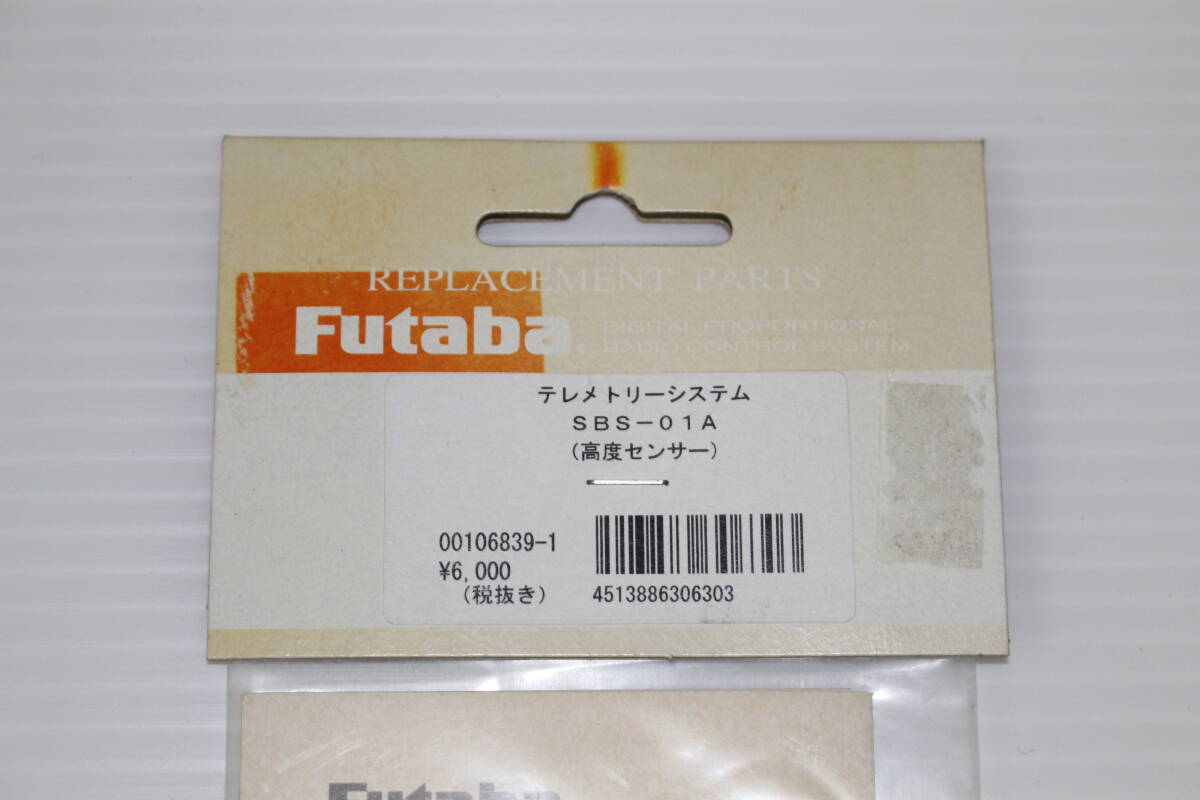 REPLACEMENT PARTS
Futaba®
DIGITAL PROPORTIONAL
RADIO CONTROL SYSTEM
テレメトリーシステム
SBS-01A
(高度センサー)
00106839-1
¥6,000
(税抜き)
4513886306303
Futaba